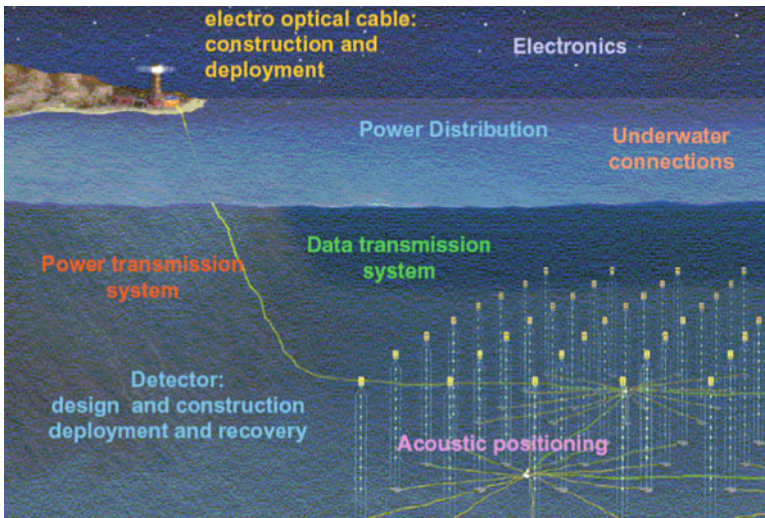 electro optical cable:
construction and
deployment
Electronics
Power Distribution
Underwater
connections
Data transmission
system
Power transmission
system
Detector:
design and construction
deployment and recovery
Acoustic positioning